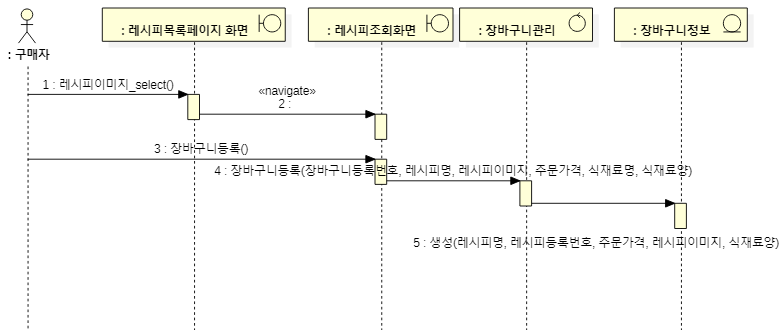 : 구매자
: 레시피목록페이지 화면
: 레시피조회화면
: 장바구니관리
: 장바구니정보
1 : 레시피이미지_select()
«navigate»
2 :
3 : 장바구니등록()
4 : 장바구니등록(장바구니등록번호, 레시피명, 레시피이미지, 주문가격, 식재료명, 식재료양)
5 : 생성(레시피명, 레시피등록번호, 주문가격, 레시피이미지, 식재료양)